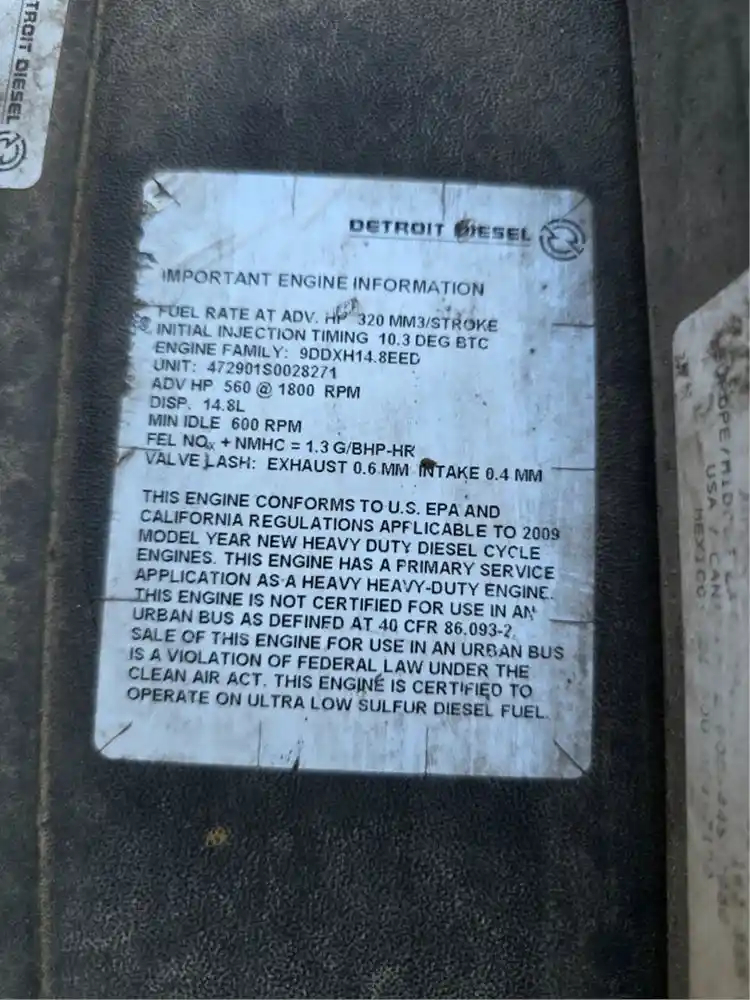 TROIT DIESEL
DETROIT DIESEL
IMPORTANT ENGINE INFORMATION
FUEL RATE AT ADV. HP 320 MM3/STROKE
INITIAL INJECTION TIMING 10.3 DEG BTC
ENGINE FAMILY: 9DDXH14.8EED
UNIT: 472901S0028271
ADV HP 560 @ 1800 RPM
DISP. 14.8L
MIN IDLE 600 RPM
FEL NOx + NMHC = 1.3 G/BHP-HR
VALVE LASH: EXHAUST 0.6 MM INTAKE 0.4 MM
THIS ENGINE CONFORMS TO U.S. EPA AND
CALIFORNIA REGULATIONS APPLICABLE TO 2009
MODEL YEAR NEW HEAVY DUTY DIESEL CYCLE
ENGINES. THIS ENGINE HAS A PRIMARY SERVICE
APPLICATION AS A HEAVY HEAVY-DUTY ENGINE.
THIS ENGINE IS NOT CERTIFIED FOR USE IN AN
URBAN BUS AS DEFINED AT 40 CFR 86.093-2.
SALE OF THIS ENGINE FOR USE IN AN URBAN BUS
IS A VIOLATION OF FEDERAL LAW UNDER THE
CLEAN AIR ACT. THIS ENGINE IS CERTIFIED TO
OPERATE ON ULTRA LOW SULFUR DIESEL FUEL.
USA / CAN
MEXICO: